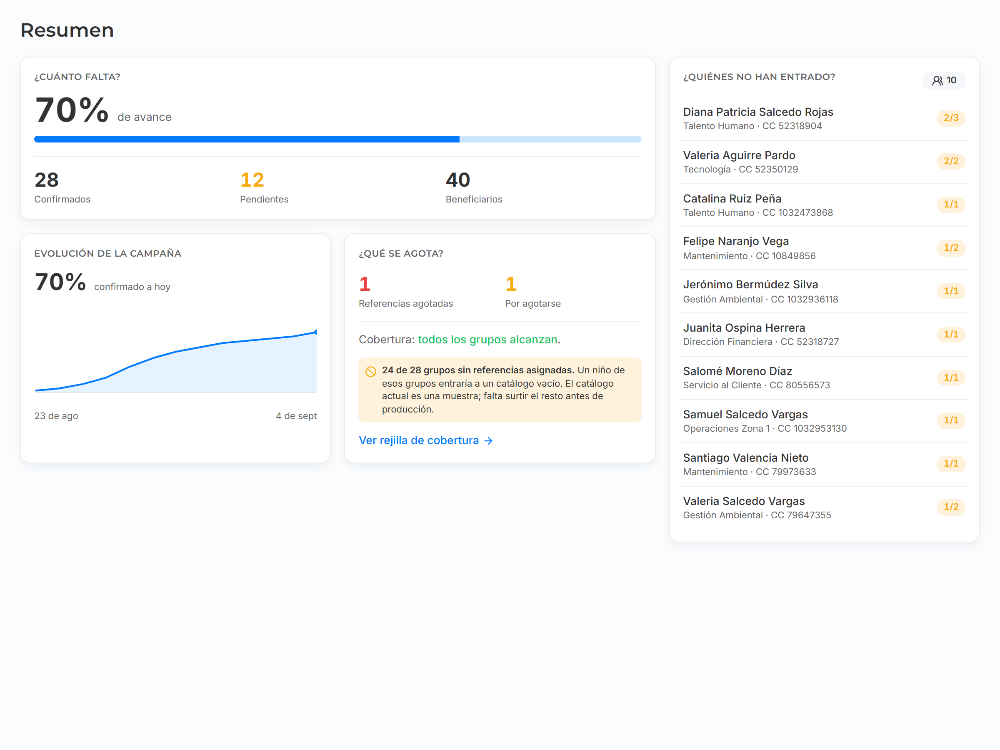 Resumen
¿CUÁNTO FALTA?
70% de avance
28
Confirmados
12
Pendientes
40
Beneficiarios
EVOLUCIÓN DE LA CAMPAÑA
70% confirmado a hoy
23 de ago
4 de sept
¿QUÉ SE AGOTA?
1
Referencias agotadas
1
Por agotarse
Cobertura: todos los grupos alcanzan.
24 de 28 grupos sin referencias asignadas. Un niño de
esos grupos entraría a un catálogo vacío. El catálogo
actual es una muestra; falta surtir el resto antes de
producción.
Ver rejilla de cobertura →
¿QUIÉNES NO HAN ENTRADO?
10
Diana Patricia Salcedo Rojas
Talento Humano · CC 52318904
2/3
Valeria Aguirre Pardo
Tecnología · CC 52350129
2/2
Catalina Ruiz Peña
Talento Humano · CC 1032473868
1/1
Felipe Naranjo Vega
Mantenimiento · CC 10849856
1/2
Jerónimo Bermúdez Silva
Gestión Ambiental · CC 1032936118
1/1
Juanita Ospina Herrera
Dirección Financiera · CC 52318727
1/1
Salomé Moreno Díaz
Servicio al Cliente · CC 80556573
1/1
Samuel Salcedo Vargas
Operaciones Zona 1 · CC 1032953130
1/1
Santiago Valencia Nieto
Mantenimiento · CC 79973633
1/1
Valeria Salcedo Vargas
Gestión Ambiental · CC 79647355
1/2